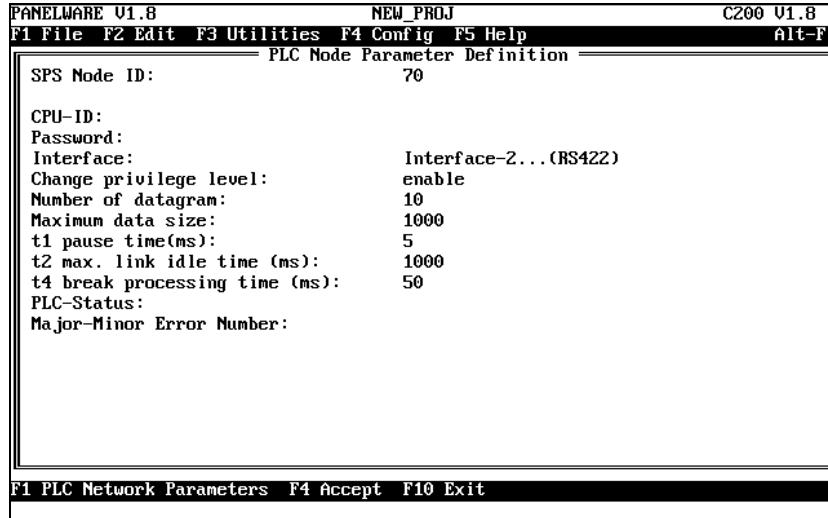 PANELWARE V1.8 NEW_PROJ C200 V1.8
F1 File F2 Edit F3 Utilities F4 Config F5 Help Alt-F
PLC Node Parameter Definition
SPS Node ID: 70
CPU-ID:
Password:
Interface: Interface-2...(RS422)
Change privilege level: enable
Number of datagram: 10
Maximum data size: 1000
t1 pause time(ms): 5
t2 max. link idle time (ms): 1000
t4 break processing time (ms): 50
PLC-Status:
Major-Minor Error Number:
F1 PLC Network Parameters F4 Accept F10 Exit